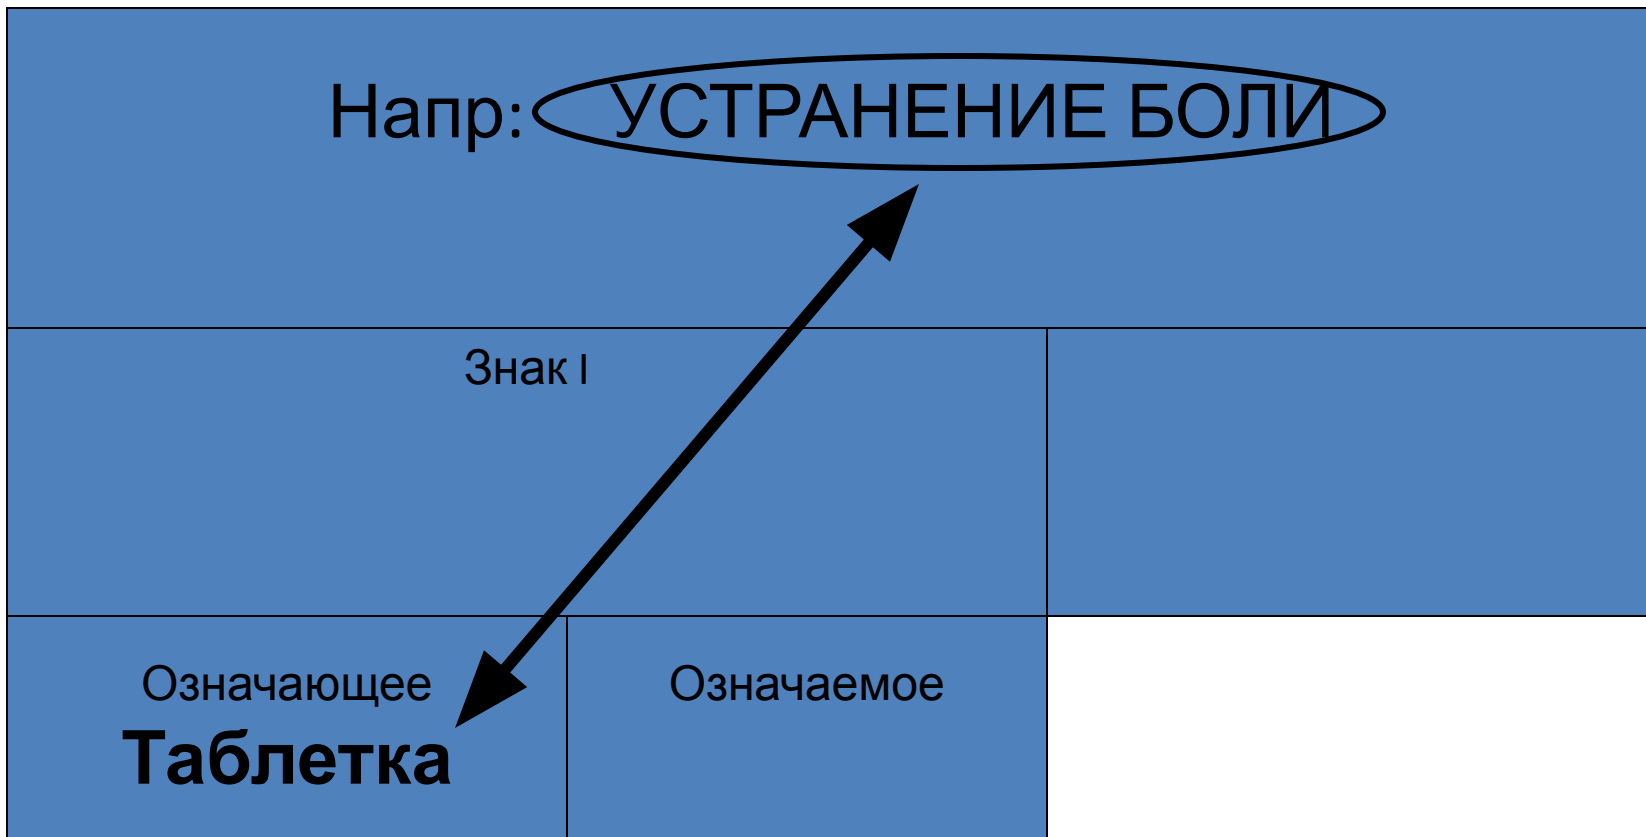 Напр: УСТРАНЕНИЕ БОЛИ
Знак I
Означающее
Таблетка
Означаемое